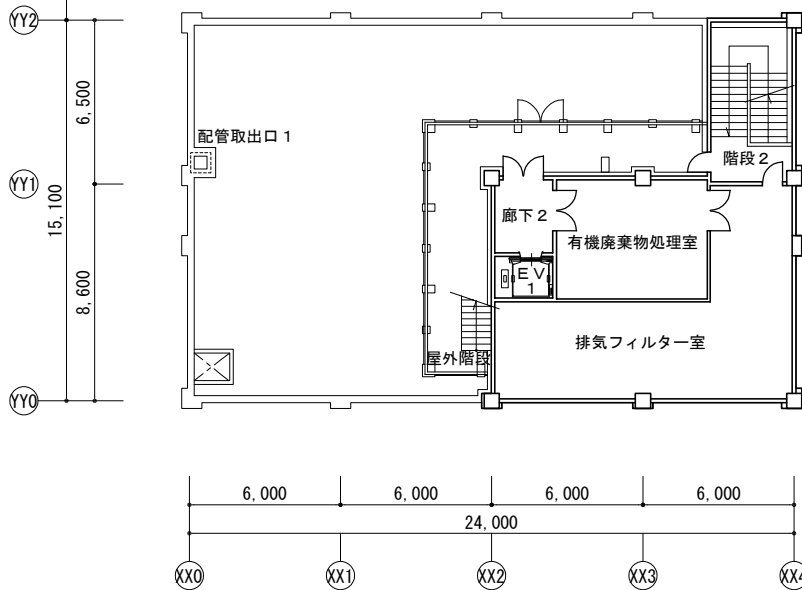 YY2
6,500
配管取出口1
階段2
YY1
15,100
廊下2
有機廃棄物処理室
8,600
EV
1
排気フィルター室
屋外階段
YY0
6,000
6,000
6,000
6,000
24,000
XX0
XX1
XX2
XX3
XX4